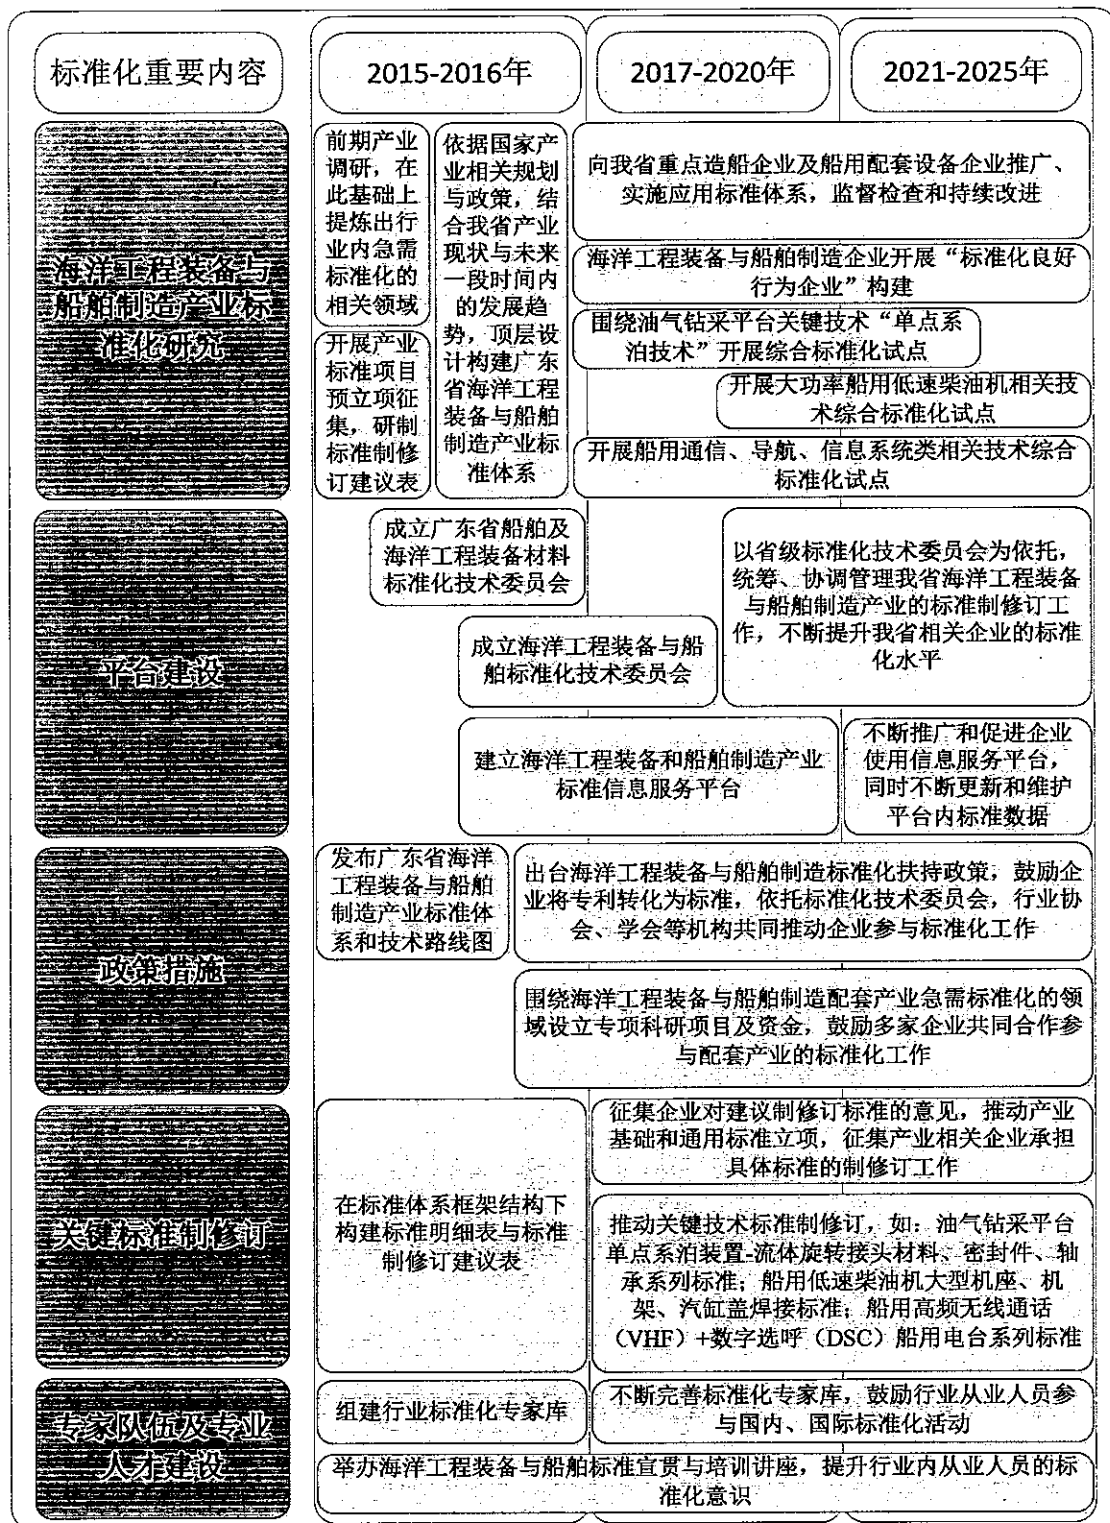 标准化重要内容
2015-2016年
2017-2020年
2021-2025年
海洋工程装备与
船舶制造产业标
准化研究
前期产业
调研，在
此基础上
提炼出行
业内急需
标准化的
相关领域
开展产业
标准项目
预立项征
集，研制
标准制修
订建议表
依据国家产
业相关规划
与政策，结
合我省产业
现状与未来
一段时间内
的发展趋
势，顶层设
计构建广东
省海洋工程
装备与船舶
制造产业标
准体系
向我省重点造船企业及船用配套设备企业推广、
实施应用标准体系，监督检查和持续改进
海洋工程装备与船舶制造企业开展“标准化良好
行为企业”构建
围绕油气钻采平台关键技术“单点系
泊技术”开展综合标准化试点
开展大功率船用低速柴油机相关技
术综合标准化试点
开展船用通信、导航、信息系统类相关技术综合
标准化试点
平台建设
成立广东省船舶及
海洋工程装备材料
标准化技术委员会
成立海洋工程装备与船
舶标准化技术委员会
以省级标准化技术委员会为依托，
统筹、协调管理我省海洋工程装备
与船舶制造产业的标准制修订工
作，不断提升我省相关企业的标准
化水平
建立海洋工程装备和船舶制造产业
标准信息服务平台
不断推广和促进企业
使用信息服务平台，
同时不断更新和维护
平台内标准数据
政策措施
发布广东省海洋
工程装备与船舶
制造产业标准体
系和技术路线图
出台海洋工程装备与船舶制造标准化扶持政策，鼓励企
业将专利转化为标准，依托标准化技术委员会，行业协
会、学会等机构共同推动企业参与标准化工作
围绕海洋工程装备与船舶制造配套产业急需标准化的领
域设立专项科研项目及资金，鼓励多家企业共同合作参
与配套产业的标准化工作
关键标准制修订
在标准体系框架结构下
构建标准明细表与标准
制修订建议表
征集企业对建议制修订标准的意见，推动产业
基础和通用标准立项，征集产业相关企业承担
具体标准的制修订工作
推动关键技术标准制修订，如：油气钻采平台
单点系泊装置-流体旋转接头材料、密封件、轴
承系列标准；船用低速柴油机大型机座、机
架、汽缸盖焊接标准；船用高频无线通话
（VHF）+数字选呼（DSC）船用电台系列标准
专家队伍及专业
人才建设
组建行业标准化专家库
不断完善标准化专家库，鼓励行业从业人员参
与国内、国际标准化活动
举办海洋工程装备与船舶标准宣贯与培训讲座，提升行业内从业人员的标
准化意识